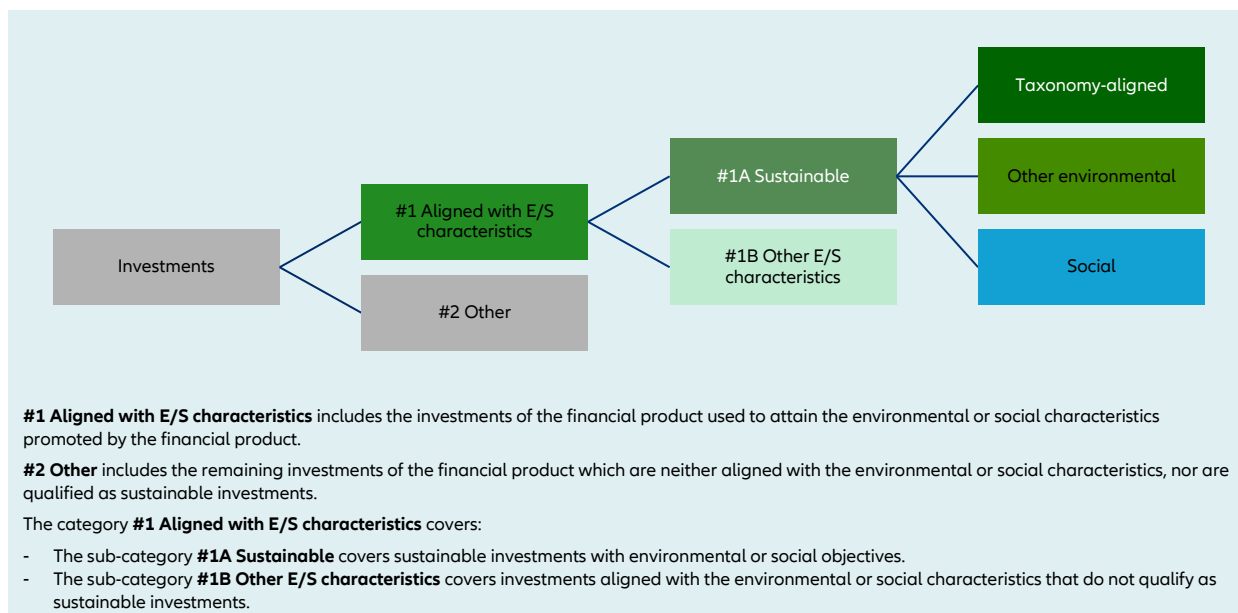 Taxonomy-aligned
#1A Sustainable
Other environmental
#1 Aligned with E/S
characteristics
#1B Other E/S
characteristics
Investments
Social
#2 Other
#1 Aligned with E/S characteristics includes the investments of the financial product used to attain the environmental or social characteristics
promoted by the financial product.
#2 Other includes the remaining investments of the financial product which are neither aligned with the environmental or social characteristics, nor are
qualified as sustainable investments.
The category #1 Aligned with E/S characteristics covers:
- The sub-category #1A Sustainable covers sustainable investments with environmental or social objectives.
- The sub-category #1B Other E/S characteristics covers investments aligned with the environmental or social characteristics that do not qualify as
sustainable investments.